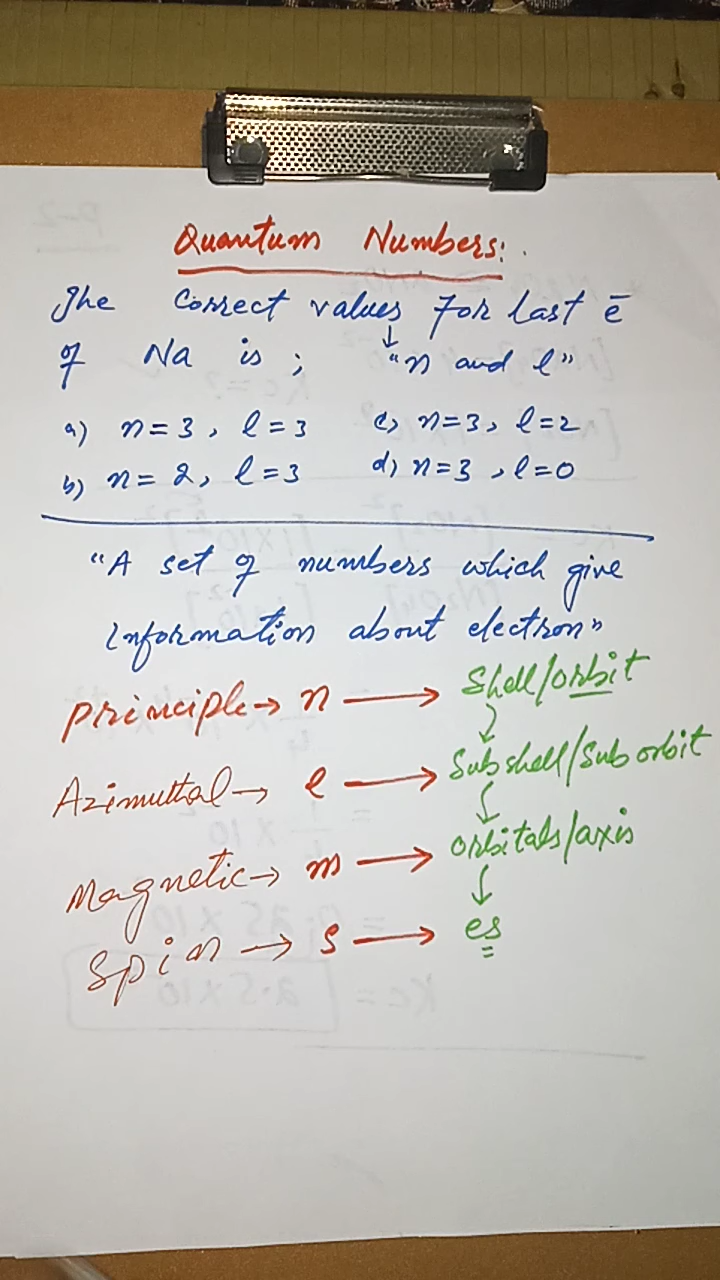 Quantum Numbers:
The Correct values for last ē
of Na is ; ↓ "n and l"
a) n=3, l=3 c) n=3, l=2
b) n=2, l=3 d) n=3, l=0
"A set of numbers which give
information about electron"
Principle → n → Shell/orbit
Azimuthal → l → Subshell/Sub orbit
Magnetic → m → orbitals/axis
Spin → s → es